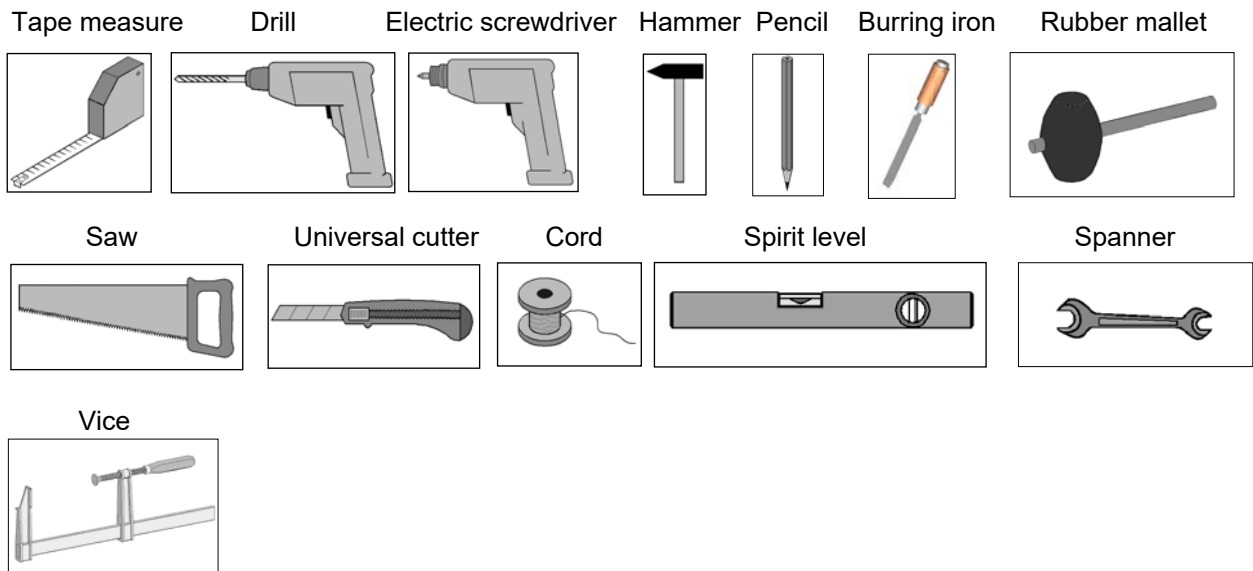 Tape measure Drill Electric screwdriver Hammer Pencil Burring iron Rubber mallet
Saw Universal cutter Cord Spirit level Spanner
Vice